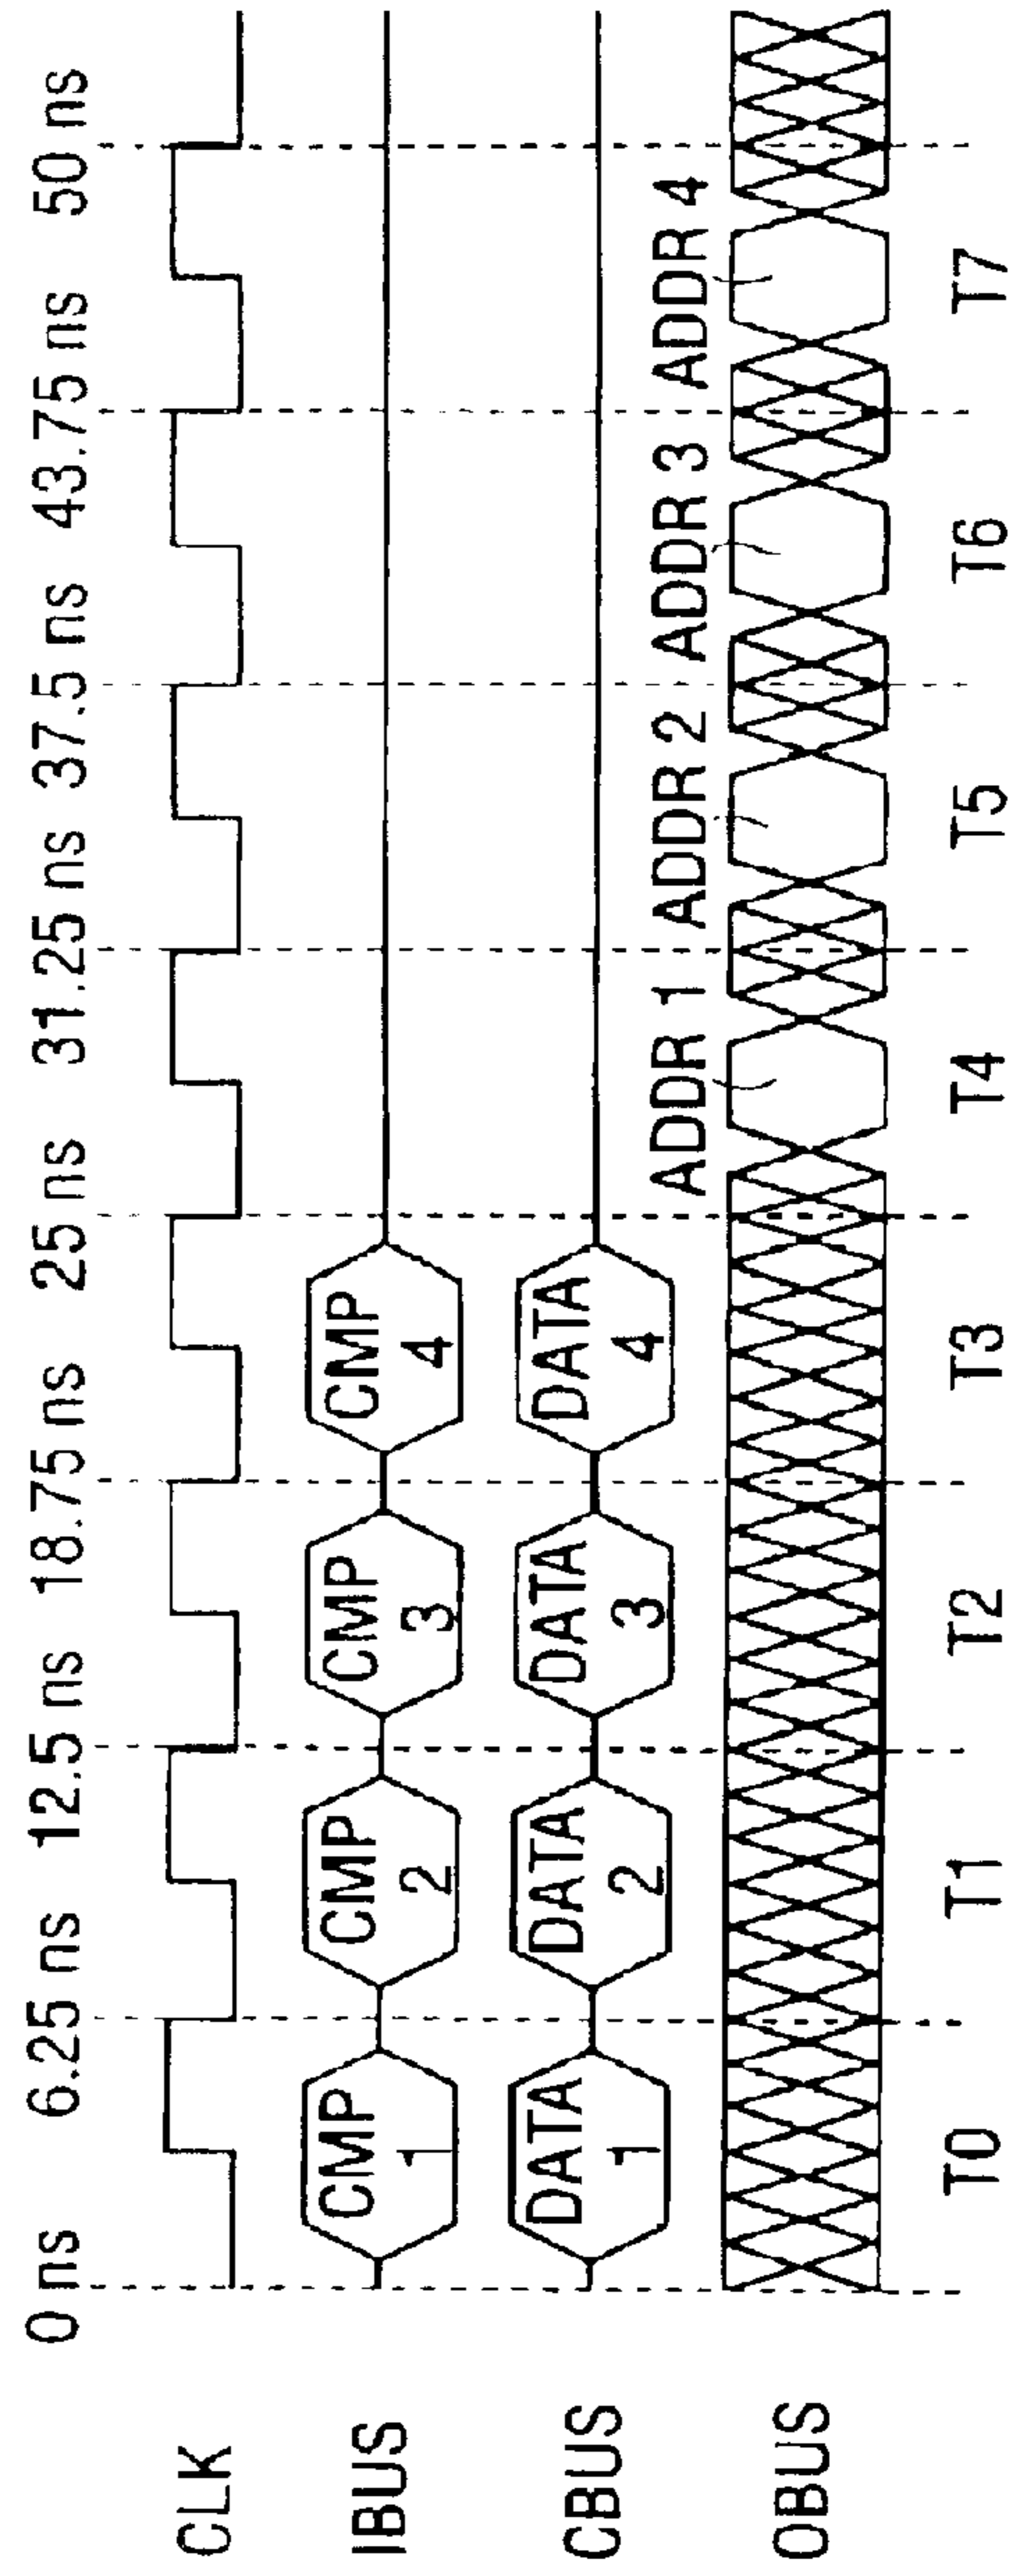 0 ns 6.25 ns 12.5 ns 18.75 ns 25 ns 31.25 ns 37.5 ns 43.75 ns 50 ns
CLK
IBUS
CMP 1
CMP 2
CMP 3
CMP 4
CBUS
DATA 1
DATA 2
DATA 3
DATA 4
ADDR 1 ADDR 2 ADDR 3 ADDR 4
OBUS
T0 T1 T2 T3 T4 T5 T6 T7